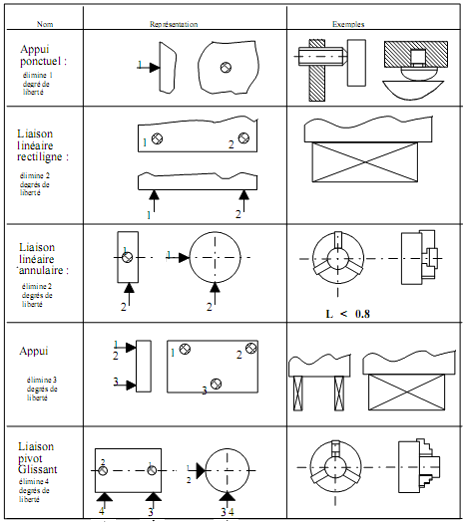 Nom Représentation Exemples
Appui
ponctuel :
élimine 1
degré de
liberté
1
Liaison
linéaire
rectiligne :
élimine 2
degrés de
liberté
1 2
1 2
Liaison
linéaire
annulaire :
élimine 2
degrés de
liberté
1 1
2 2
L < 0.8
Appui
élimine 3
degrés de
liberté
1
2
3
1 2
3
Liaison
pivot
Glissant
élimine 4
degrés de
liberté
2 1 1
2
4 3 3 4